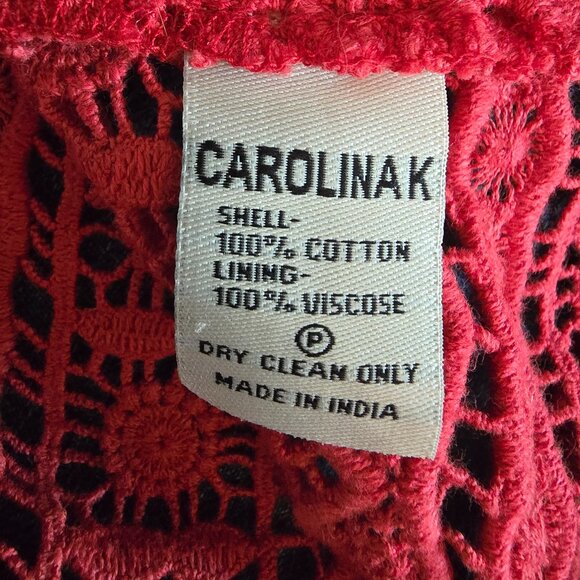 CAROLINA K
SHELL-
100% COTTON
LINING-
100% VISCOSE
P
DRY CLEAN ONLY
MADE IN INDIA